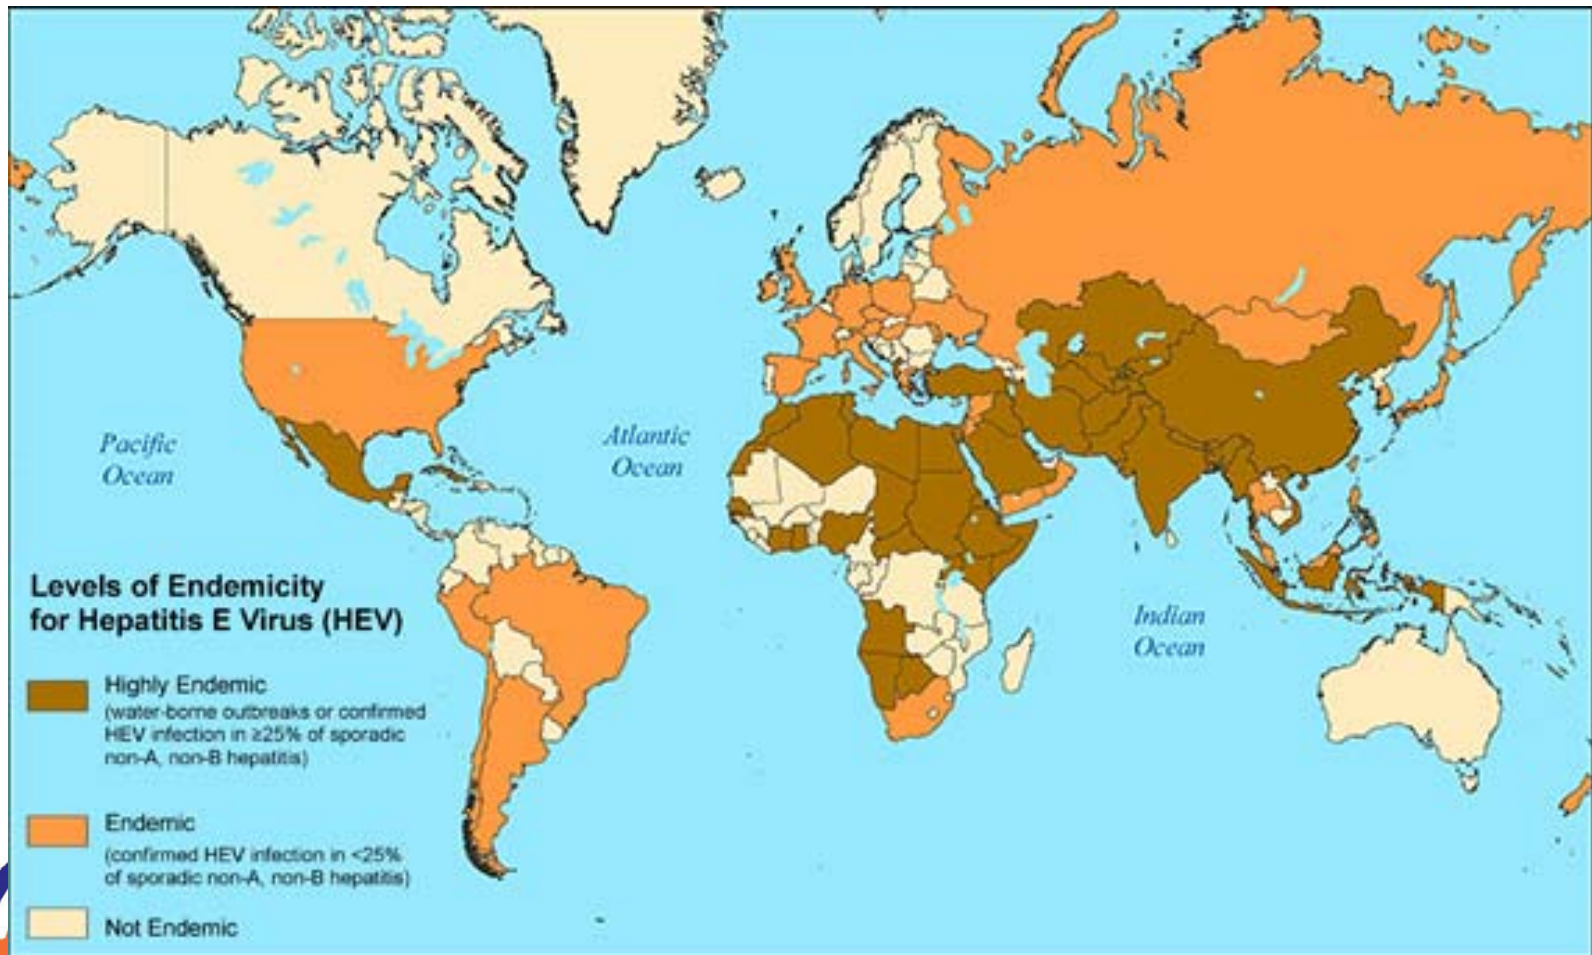 Pacific
Ocean
Atlantic
Ocean
Indian
Ocean
Levels of Endemicity
for Hepatitis E Virus (HEV)
Highly Endemic
(water-borne outbreaks or confirmed
HEV infection in ≥25% of sporadic
non-A, non-B hepatitis)
Endemic
(confirmed HEV infection in <25%
of sporadic non-A, non-B hepatitis)
Not Endemic